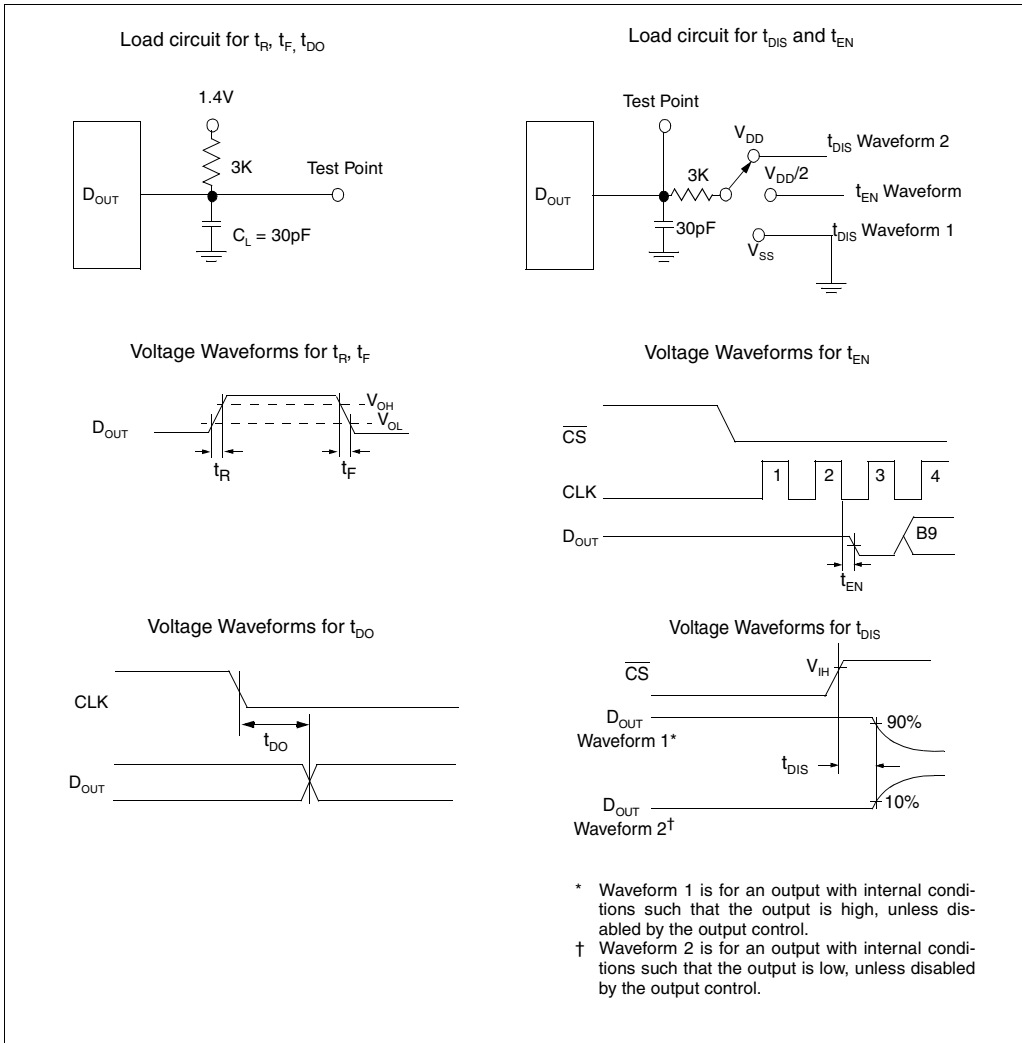 Load circuit for tR, tF, tDO
1.4V
3K
Test Point
DOUT
CL = 30pF
Load circuit for tDIS and tEN
Test Point
VDD
tDIS Waveform 2
3K
VDD/2
DOUT
tEN Waveform
30pF
tDIS Waveform 1
VSS
Voltage Waveforms for tR, tF
VOH
VOL
DOUT
tR
tF
Voltage Waveforms for tEN
CS
1 2 3 4
CLK
DOUT
B9
tEN
Voltage Waveforms for tDO
CLK
tDO
DOUT
Voltage Waveforms for tDIS
CS
VIH
DOUT
Waveform 1*
90%
tDIS
DOUT
Waveform 2†
10%
* Waveform 1 is for an output with internal condi-
tions such that the output is high, unless dis-
abled by the output control.
† Waveform 2 is for an output with internal condi-
tions such that the output is low, unless disabled
by the output control.